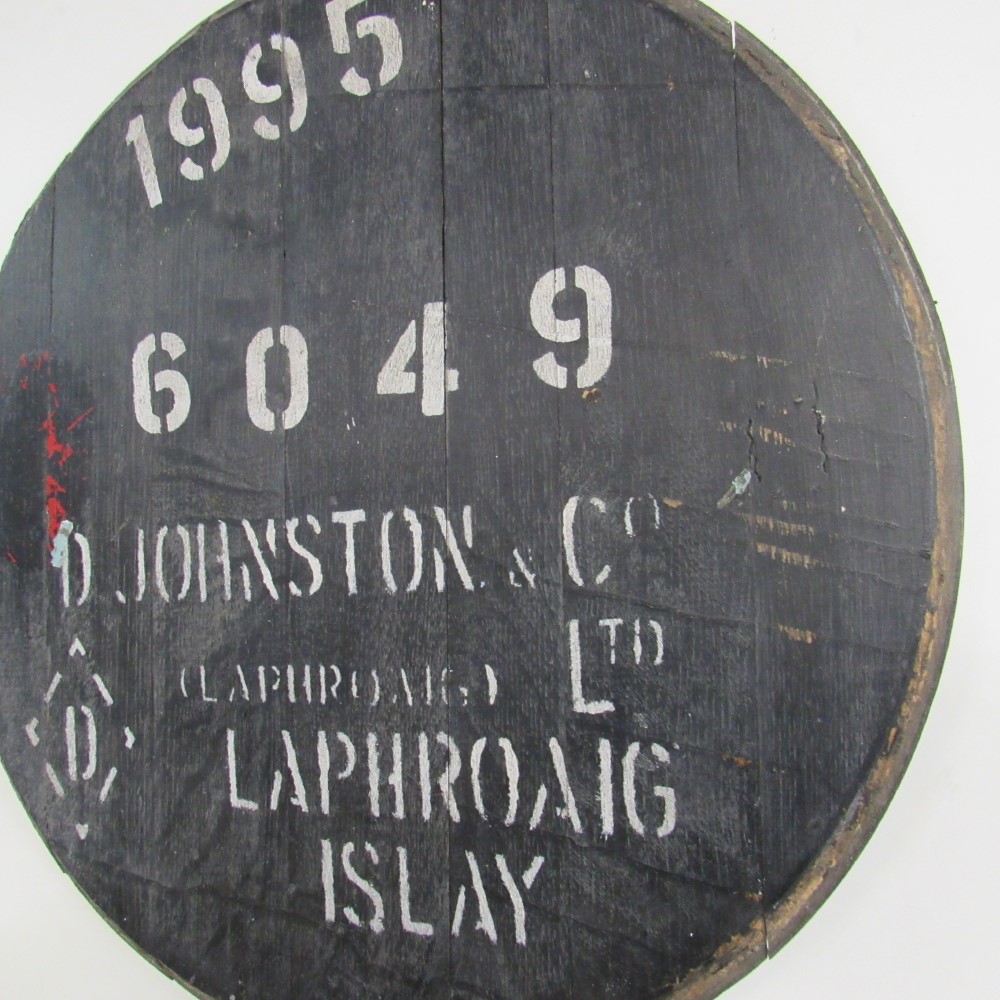 1995
6049
D JOHNSTON & CO
LTD
(LAPHROAIG)
D
LAPHROAIG
ISLAY